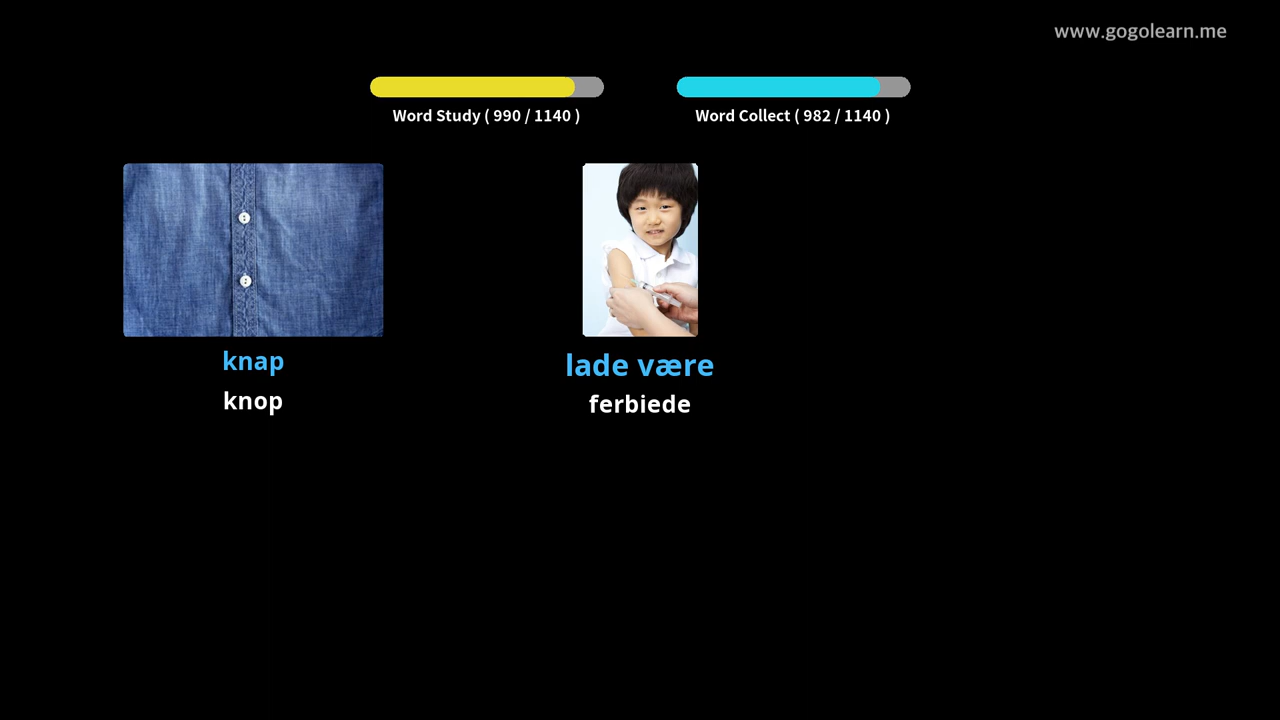 www.gogolearn.me
Word Study ( 990 / 1140 )
Word Collect ( 982 / 1140 )
knap
knop
lade være
ferbiede